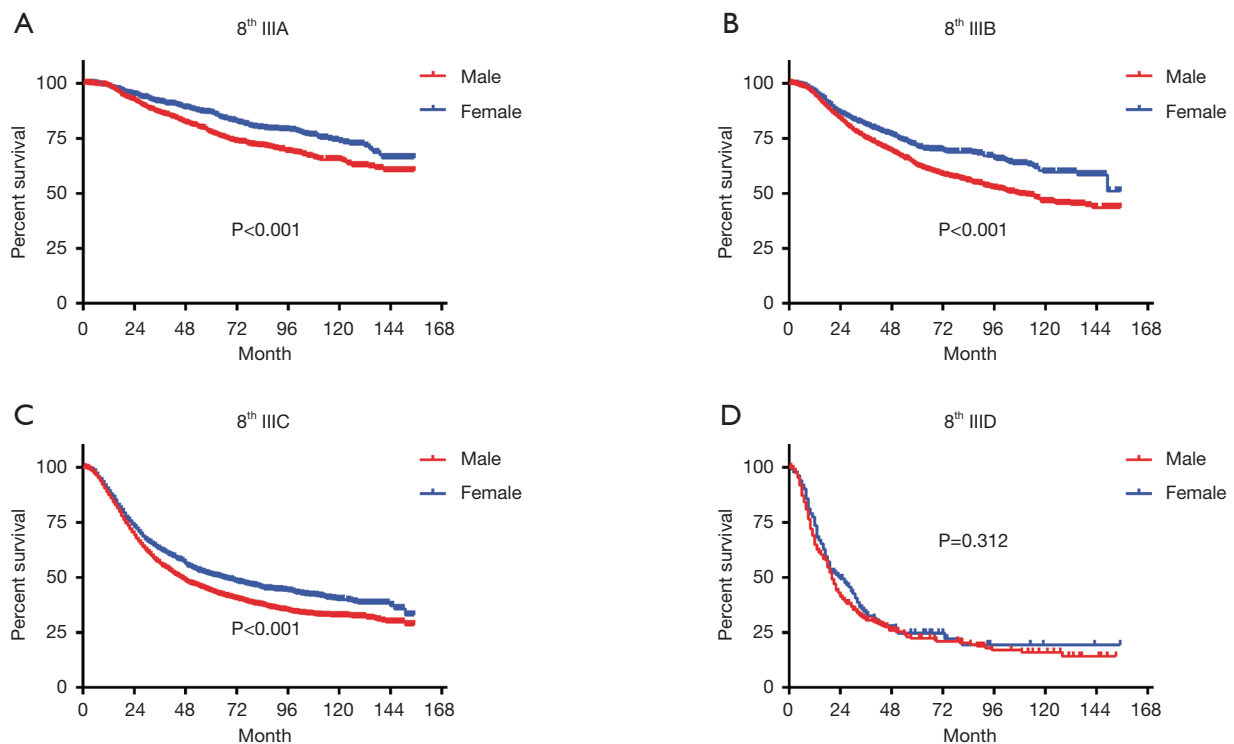 A
8th IIIA
Percent survival
100
75
50
25
0
Male
Female
P<0.001
0 24 48 72 96 120 144 168
Month
B
8th IIIB
Percent survival
100
75
50
25
0
Male
Female
P<0.001
0 24 48 72 96 120 144 168
Month
C
8th IIIC
Percent survival
100
75
50
25
0
Male
Female
P<0.001
0 24 48 72 96 120 144 168
Month
D
8th IIID
Percent survival
100
75
50
25
0
Male
Female
P=0.312
0 24 48 72 96 120 144 168
Month